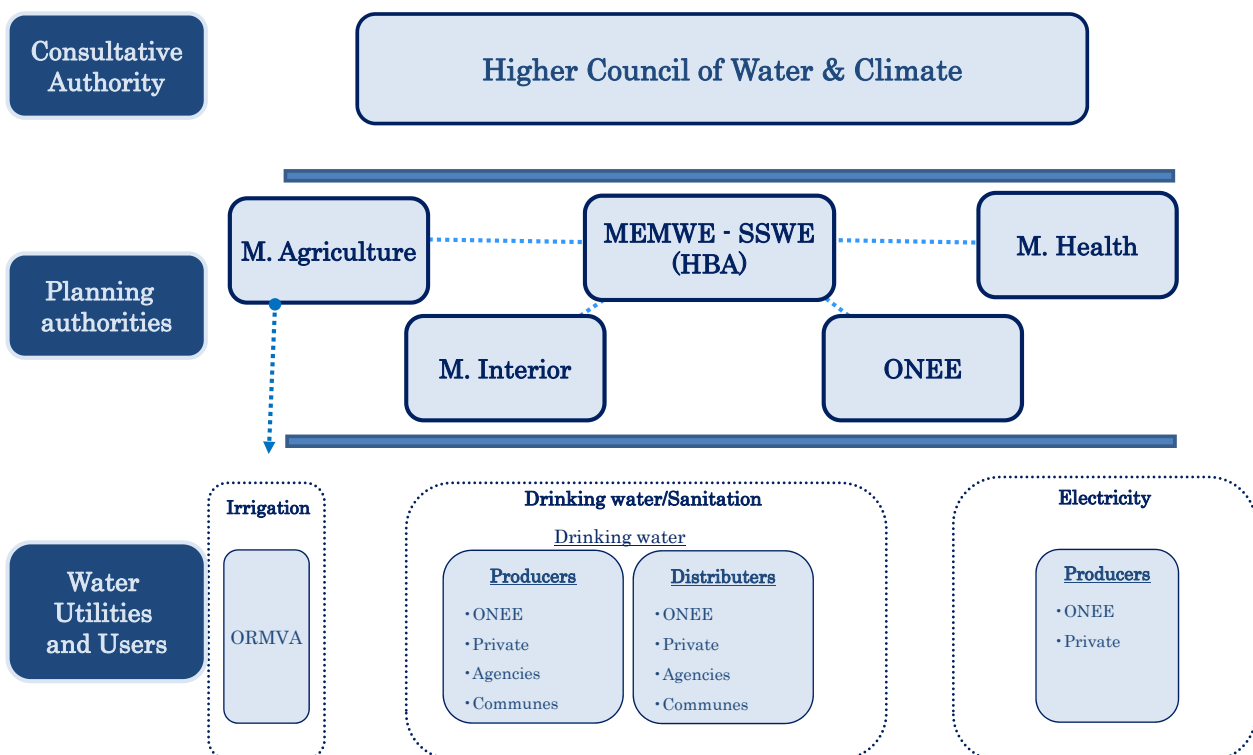 Consultative
Authority
Higher Council of Water & Climate
Planning
authorities
M. Agriculture
MEMWE - SSWE
(HBA)
M. Health
M. Interior
ONEE
Water
Utilities
and Users
Irrigation
ORMVA
Drinking water/Sanitation
Drinking water
Producers
•ONEE
•Private
•Agencies
•Communes
Distributers
•ONEE
•Private
•Agencies
•Communes
Electricity
Producers
•ONEE
•Private